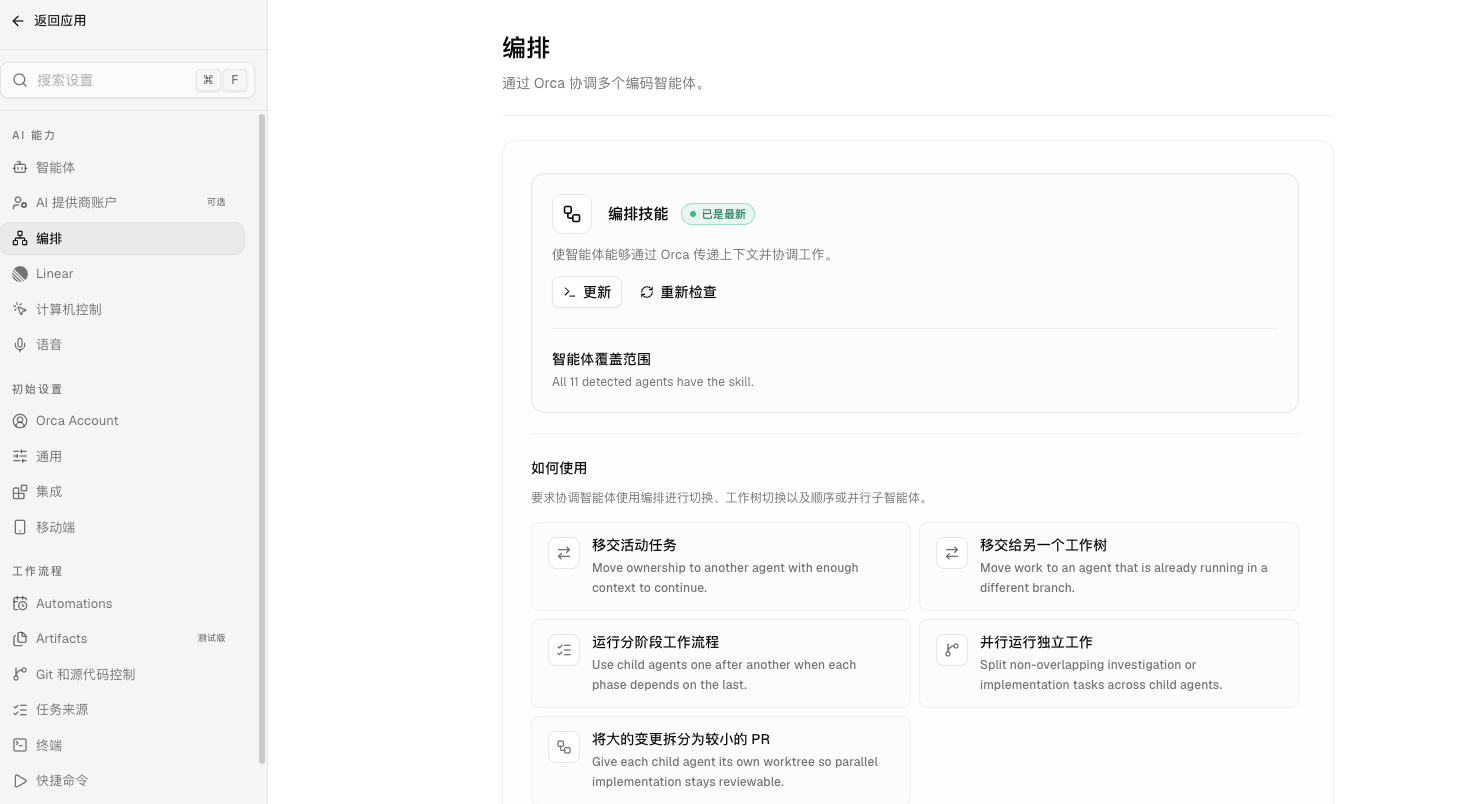 返回应用
搜索设置
⌘ F
AI 能力
智能体
AI 提供商账户 可选
编排
Linear
计算机控制
语音
初始设置
Orca Account
通用
集成
移动端
工作流程
Automations
Artifacts 测试版
Git 和源代码控制
任务来源
终端
快捷命令
编排
通过 Orca 协调多个编码智能体。
编排技能 已是最新
使智能体能够通过 Orca 传递上下文并协调工作。
更新 重新检查
智能体覆盖范围
All 11 detected agents have the skill.
如何使用
要求协调智能体使用编排进行切换、工作树切换以及顺序或并行子智能体。
移交活动任务
Move ownership to another agent with enough
context to continue.
移交给另一个工作树
Move work to an agent that is already running in a
different branch.
运行分阶段工作流程
Use child agents one after another when each
phase depends on the last.
并行运行独立工作
Split non-overlapping investigation or
implementation tasks across child agents.
将大的变更拆分为较小的 PR
Give each child agent its own worktree so parallel
implementation stays reviewable.